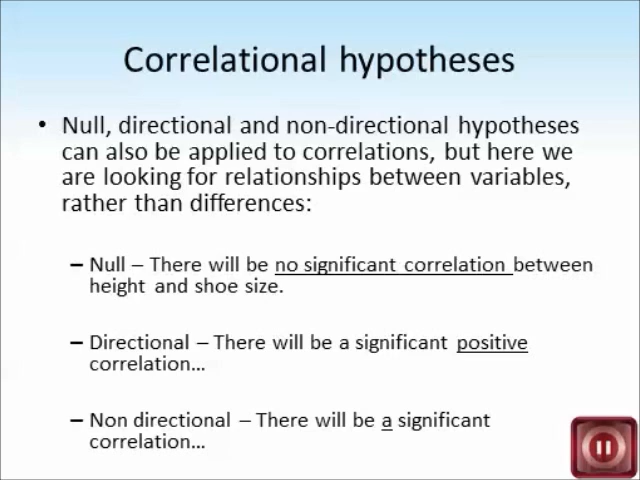 Correlational hypotheses
• Null, directional and non-directional hypotheses
can also be applied to correlations, but here we
are looking for relationships between variables,
rather than differences:
– Null – There will be no significant correlation between
height and shoe size.
– Directional – There will be a significant positive
correlation...
– Non directional – There will be a significant
correlation...